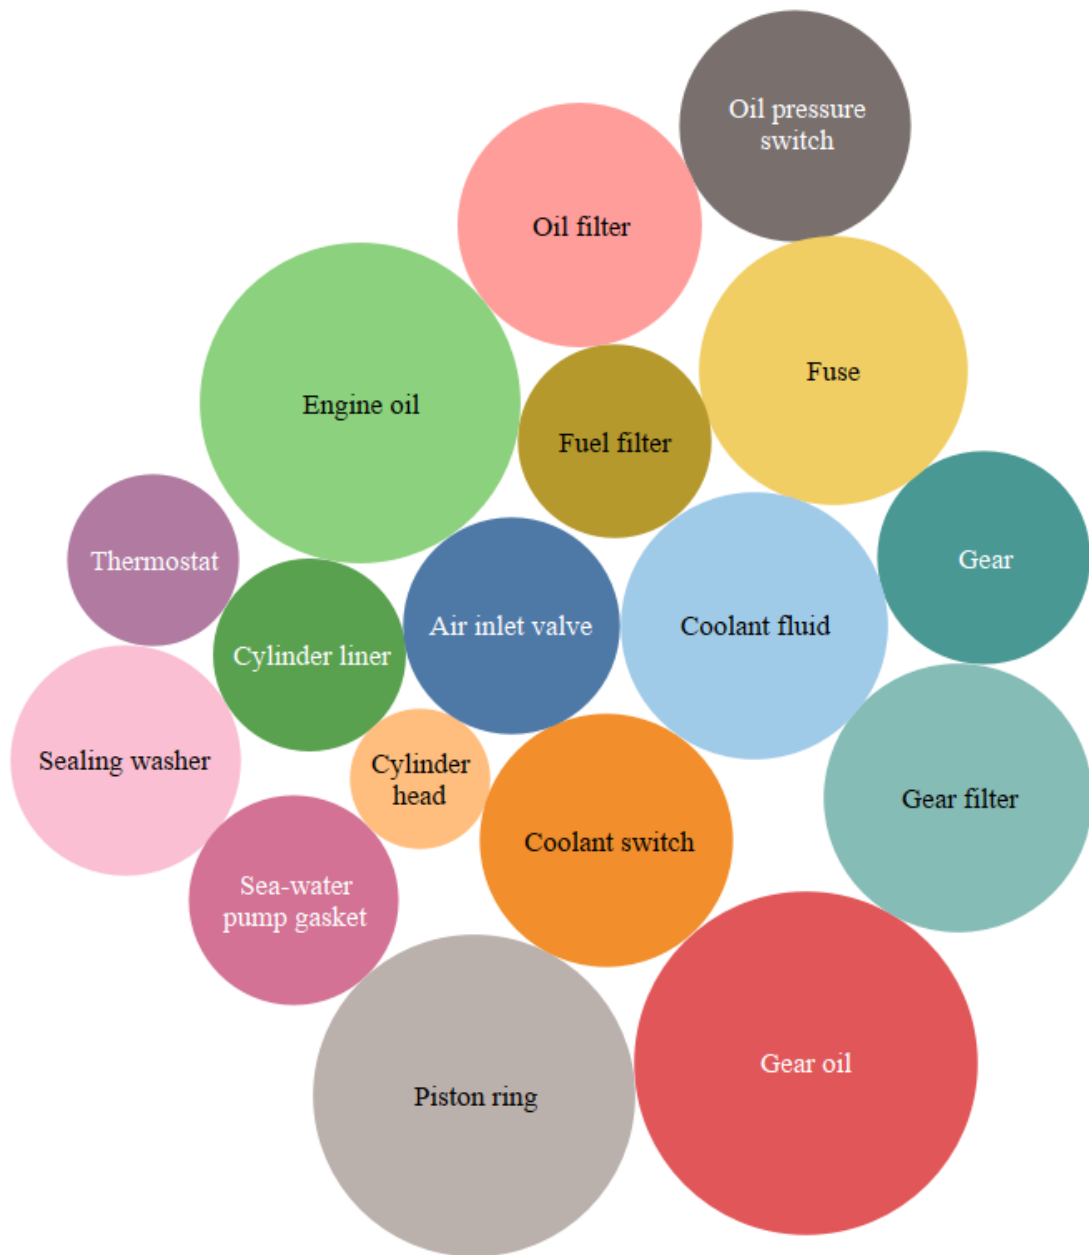 Oil pressure
switch
Oil filter
Fuse
Engine oil
Fuel filter
Thermostat
Gear
Cylinder liner
Air inlet valve
Coolant fluid
Sealing washer
Cylinder
head
Coolant switch
Gear filter
Sea-water
pump gasket
Piston ring
Gear oil